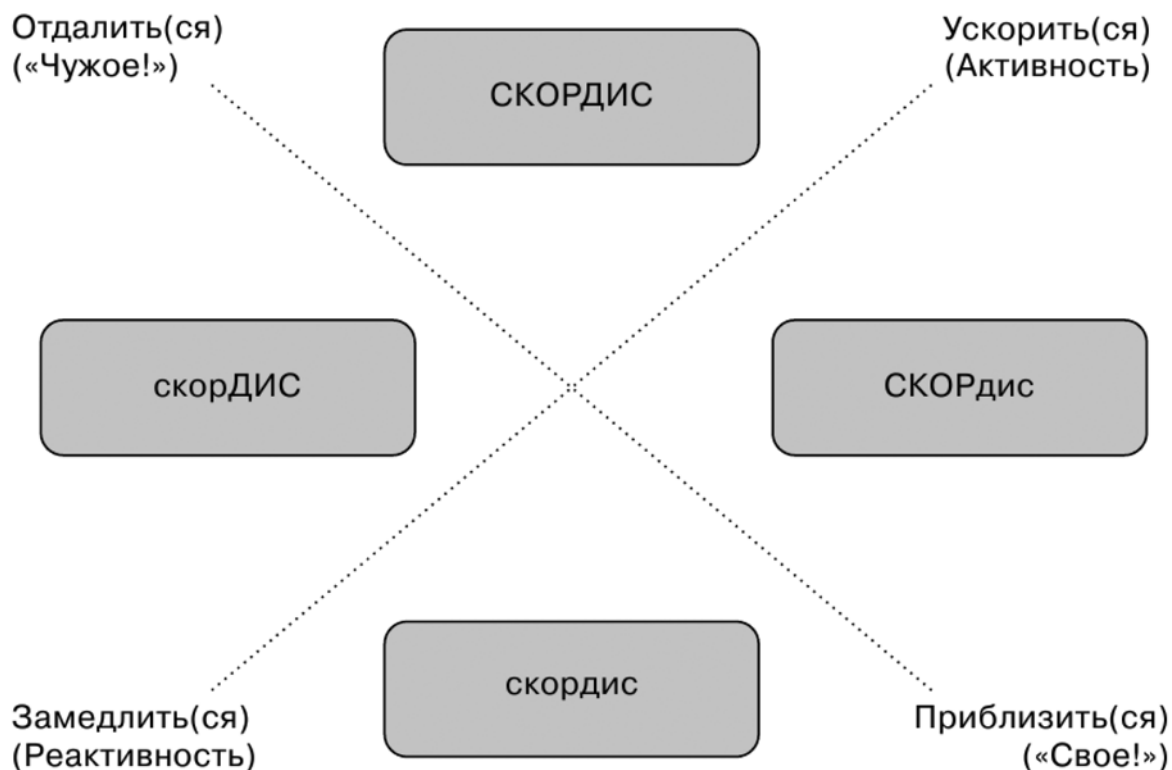 Отдалить(ся)
(«Чужое!»)
СКОРДИС
Ускорить(ся)
(Активность)
скорДИС
СКОРдис
Замедлить(ся)
(Реактивность)
скордис
Приблизить(ся)
(«Свое!»)